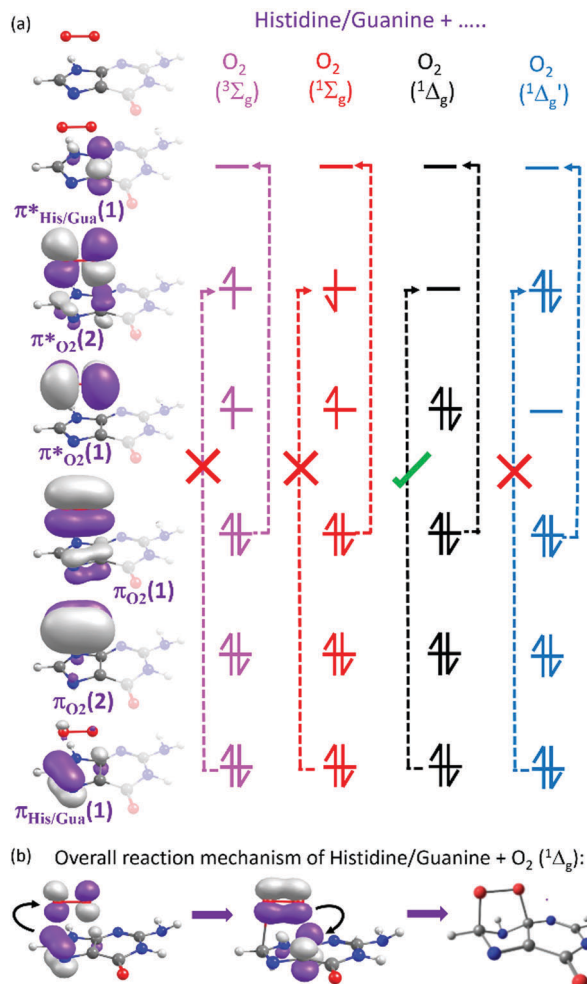 (a)
Histidine/Guanine + .....
O₂ O₂ O₂ O₂
(³Σg) (¹Σg) (¹Δg) (¹Δg')
π*His/Gua(1)
π*O2(2)
π*O2(1)
πO2(1)
πO2(2)
πHis/Gua(1)
(b) Overall reaction mechanism of Histidine/Guanine + O₂ (¹Δg):